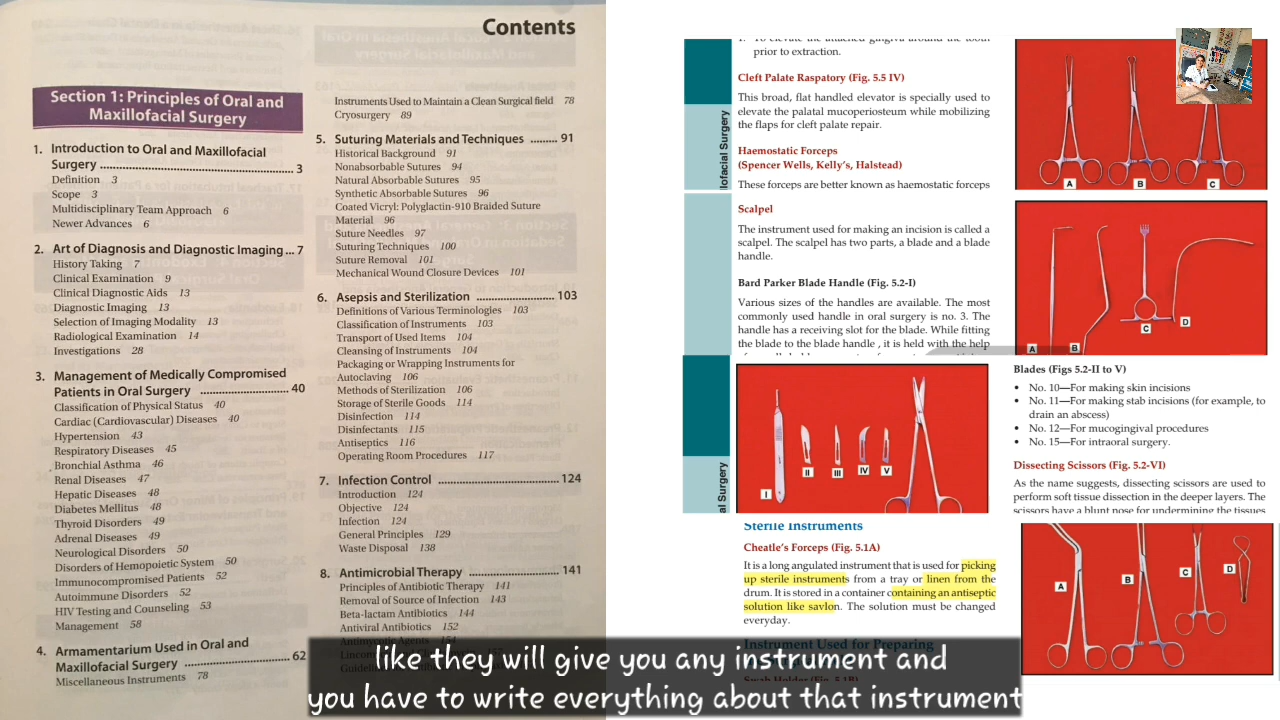 Contents
Section 1: Principles of Oral and
Maxillofacial Surgery
1. Introduction to Oral and Maxillofacial
Surgery ........................................................ 3
Definition 3
Scope 3
Multidisciplinary Team Approach 6
Newer Advances 6
2. Art of Diagnosis and Diagnostic Imaging ... 7
History Taking 7
Clinical Examination 9
Clinical Diagnostic Aids 13
Diagnostic Imaging 13
Selection of Imaging Modality 13
Radiological Examination 14
Investigations 28
3. Management of Medically Compromised
Patients in Oral Surgery ........................... 40
Classification of Physical Status 40
Cardiac (Cardiovascular) Diseases 40
Hypertension 43
Respiratory Diseases 45
Bronchial Asthma 46
Renal Diseases 47
Hepatic Diseases 48
Diabetes Mellitus 48
Thyroid Disorders 49
Adrenal Diseases 49
Neurological Disorders 50
Disorders of Hemopoietic System 50
Immunocompromised Patients 52
Autoimmune Disorders 52
HIV Testing and Counseling 53
Management 58
4. Armamentarium Used in Oral and
Maxillofacial Surgery ............................... 62
Miscellaneous Instruments 78
Instruments Used to Maintain a Clean Surgical field 78
Cryosurgery 89
5. Suturing Materials and Techniques ......... 91
Historical Background 91
Nonabsorbable Sutures 94
Natural Absorbable Sutures 95
Synthetic Absorbable Sutures 96
Coated Vicryl: Polyglactin-910 Braided Suture
Material 96
Suture Needles 97
Suturing Techniques 100
Suture Removal 101
Mechanical Wound Closure Devices 101
6. Asepsis and Sterilization ........................ 103
Definitions of Various Terminologies 103
Classification of Instruments 103
Transport of Used Items 104
Cleansing of Instruments 104
Packaging or Wrapping Instruments for
Autoclaving 106
Methods of Sterilization 106
Storage of Sterile Goods 114
Disinfection 114
Disinfectants 115
Antiseptics 116
Operating Room Procedures 117
7. Infection Control .................................. 124
Introduction 124
Objective 124
Infection 124
General Principles 129
Waste Disposal 138
8. Antimicrobial Therapy ........................... 141
Principles of Antibiotic Therapy 141
Removal of Source of Infection 143
Beta-lactam Antibiotics 144
Antiviral Antibiotics 152
Antimycotic Agents 154
1. To elevate the attached gingiva around the tooth
prior to extraction.
Cleft Palate Raspatory (Fig. 5.5 IV)
This broad, flat handled elevator is specially used to
elevate the palatal mucoperiosteum while mobilizing
the flaps for cleft palate repair.
Haemostatic Forceps
(Spencer Wells, Kelly's, Halstead)
These forceps are better known as haemostatic forceps
lofacial Surgery
A B C
Scalpel
The instrument used for making an incision is called a
scalpel. The scalpel has two parts, a blade and a blade
handle.
Bard Parker Blade Handle (Fig. 5.2-I)
Various sizes of the handles are available. The most
commonly used handle in oral surgery is no. 3. The
handle has a receiving slot for the blade. While fitting
the blade to the blade handle , it is held with the help
A B C D
I II III IV V
al Surgery
Blades (Figs 5.2-II to V)
• No. 10—For making skin incisions
• No. 11—For making stab incisions (for example, to
drain an abscess)
• No. 12—For mucogingival procedures
• No. 15—For intraoral surgery.
Dissecting Scissors (Fig. 5.2-VI)
As the name suggests, dissecting scissors are used to
perform soft tissue dissection in the deeper layers. The
scissors have a blunt nose for undermining the tissues
Sterile Instruments
Cheatle's Forceps (Fig. 5.1A)
It is a long angulated instrument that is used for picking
up sterile instruments from a tray or linen from the
drum. It is stored in a container containing an antiseptic
solution like savlon. The solution must be changed
everyday.
Instrument Used for Preparing
Swab Holder (Fig. 5.1B)
A B C D
like they will give you any instrument and
you have to write everything about that instrument